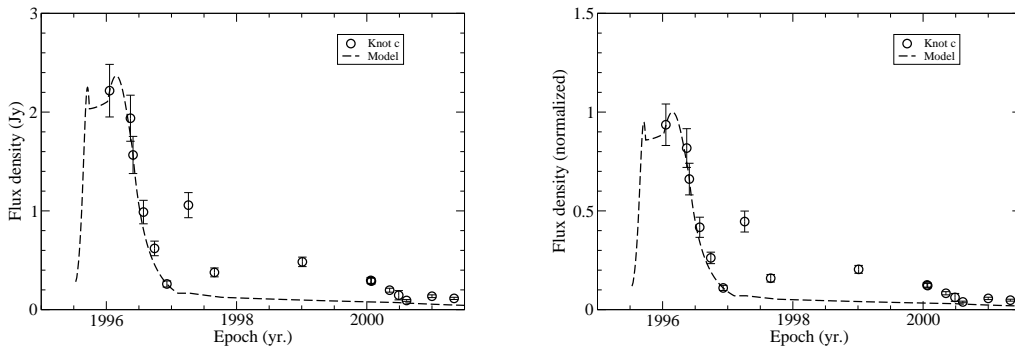 Knot c
Model
3
2
1
0
Flux density (Jy)
1996
1998
2000
Epoch (yr.)
Knot c
Model
1.5
1
0.5
0
Flux density (normalized)
1996
1998
2000
Epoch (yr.)